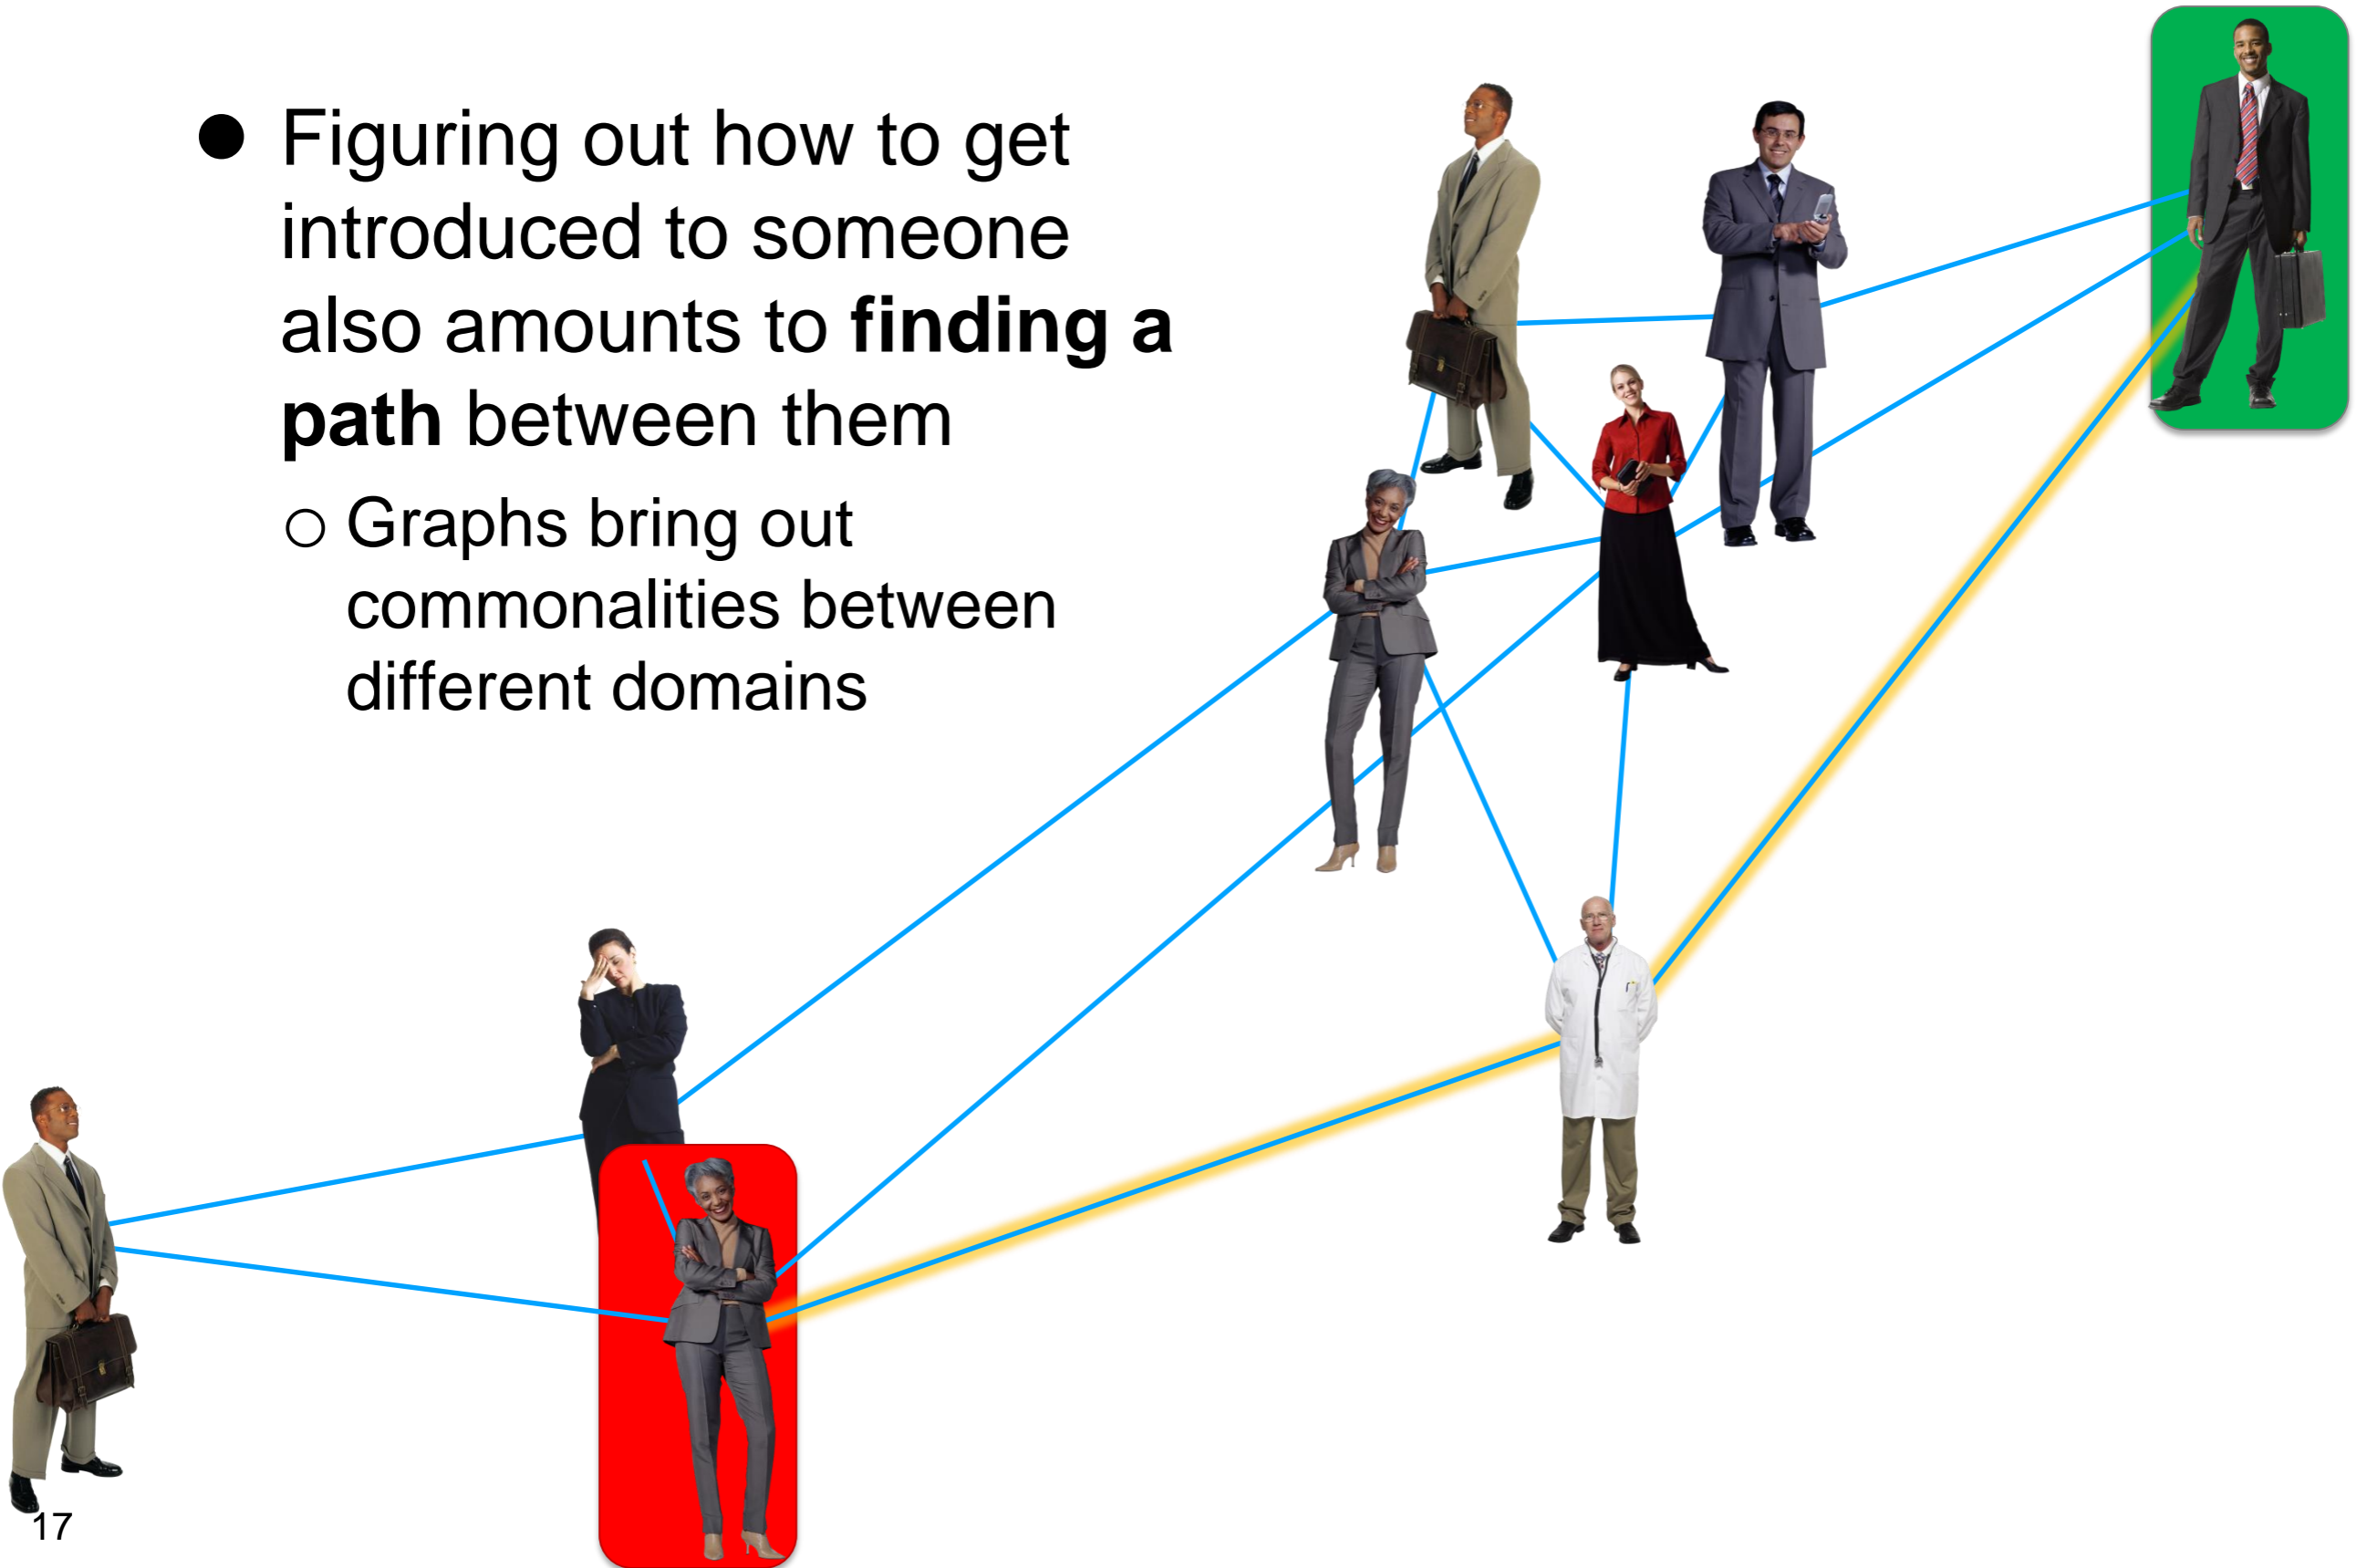 ● Figuring out how to get
introduced to someone
also amounts to finding a
path between them
○ Graphs bring out
commonalities between
different domains
17